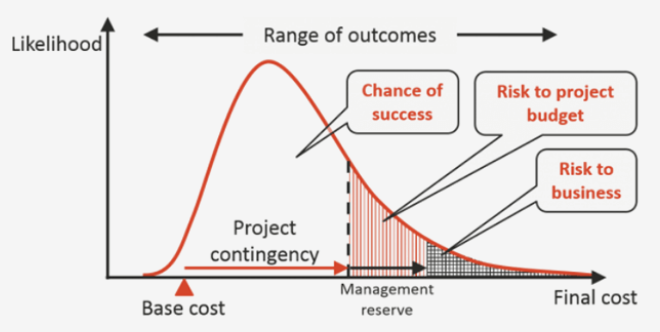 Likelihood
Range of outcomes
Chance of
success
Risk to project
budget
Risk to
business
Project
contingency
Management
reserve
Base cost
Final cost